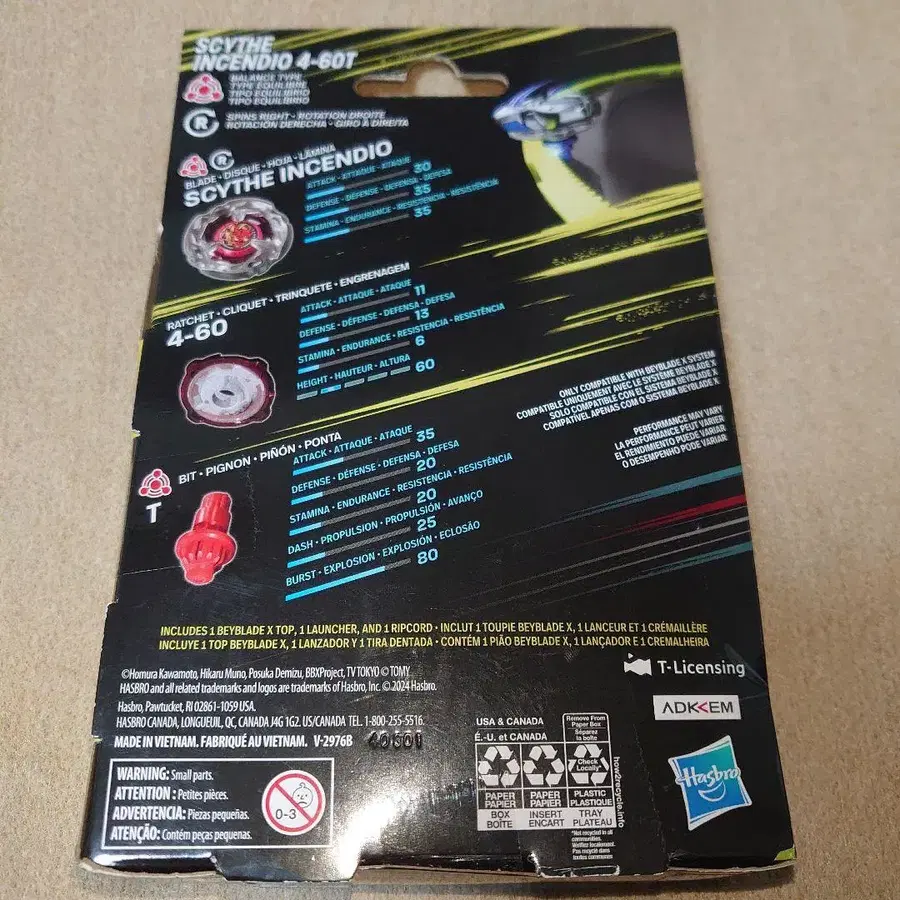 SCYTHE
INCENDIO 4-60T
BALANCE TYPE
TYPE ÉQUILIBRE
TIPO EQUILIBRIO
TIPO EQUILÍBRIO
R
SPINS RIGHT • ROTATION DROITE
ROTACIÓN DERECHA • GIRO À DIREITA
R
BLADE • DISQUE • HOJA • LÂMINA
SCYTHE INCENDIO
ATTACK • ATTAQUE • ATAQUE
30
DEFENSE • DÉFENSE • DEFENSA • DEFESA
35
STAMINA • ENDURANCE • RESISTENCIA • RESISTÊNCIA
35
RATCHET • CLIQUET • TRINQUETE • ENGRENAGEM
4-60
ATTACK • ATTAQUE • ATAQUE
11
DEFENSE • DÉFENSE • DEFENSA • DEFESA
13
STAMINA • ENDURANCE • RESISTENCIA • RESISTÊNCIA
6
HEIGHT • HAUTEUR • ALTURA
60
ONLY COMPATIBLE WITH BEYBLADE X SYSTEM
COMPATIBLE UNIQUEMENT AVEC LE SYSTÈME BEYBLADE X
SOLO COMPATIBLE CON EL SISTEMA BEYBLADE X
COMPATÍVEL APENAS COM O SISTEMA BEYBLADE X
PERFORMANCE MAY VARY
LA PERFORMANCE PEUT VARIER
EL RENDIMIENTO PUEDE VARIAR
O DESEMPENHO PODE VARIAR
BIT • PIGNON • PIÑÓN • PONTA
T
ATTACK • ATTAQUE • ATAQUE
35
DEFENSE • DÉFENSE • DEFENSA • DEFESA
20
STAMINA • ENDURANCE • RESISTENCIA • RESISTÊNCIA
20
DASH • PROPULSION • PROPULSIÓN • AVANÇO
25
BURST • EXPLOSION • EXPLOSIÓN • ECLOSÃO
80
INCLUDES 1 BEYBLADE X TOP, 1 LAUNCHER, AND 1 RIPCORD • INCLUT 1 TOUPIE BEYBLADE X, 1 LANCEUR ET 1 CRÉMAILLÈRE
INCLUYE 1 TOP BEYBLADE X, 1 LANZADOR Y 1 TIRA DENTADA • CONTÉM 1 PIÃO BEYBLADE X, 1 LANÇADOR E 1 CREMALHEIRA
©Homura Kawamoto, Hikaru Muno, Posuka Demizu, BBXProject, TV TOKYO ©TOMY
HASBRO and all related trademarks and logos are trademarks of Hasbro, Inc. ©2024 Hasbro.
Hasbro, Pawtucket, RI 02861-1059 USA.
HASBRO CANADA, LONGUEUIL, QC, CANADA J4G 1G2. US/CANADA TEL. 1-800-255-5516.
MADE IN VIETNAM. FABRIQUÉ AU VIETNAM. V-2976B 40601
T-Licensing
ADK EM
Hasbro
WARNING: Small parts.
ATTENTION : Petites pièces.
ADVERTENCIA: Piezas pequeñas.
ATENÇÃO: Contém peças pequenas.
0-3
USA & CANADA
É.-U. et CANADA
PAPER
PAPIER
BOX
BOÎTE
PAPER
PAPIER
INSERT
ENCART
Remove From
Paper Box
Séparez
la boîte
Check
Locally*
PLASTIC
PLASTIQUE
TRAY
PLATEAU
*Not recycled in all
communities.
Vérifiez localement.
Pas recyclé dans
toutes communes
how2recycle.info